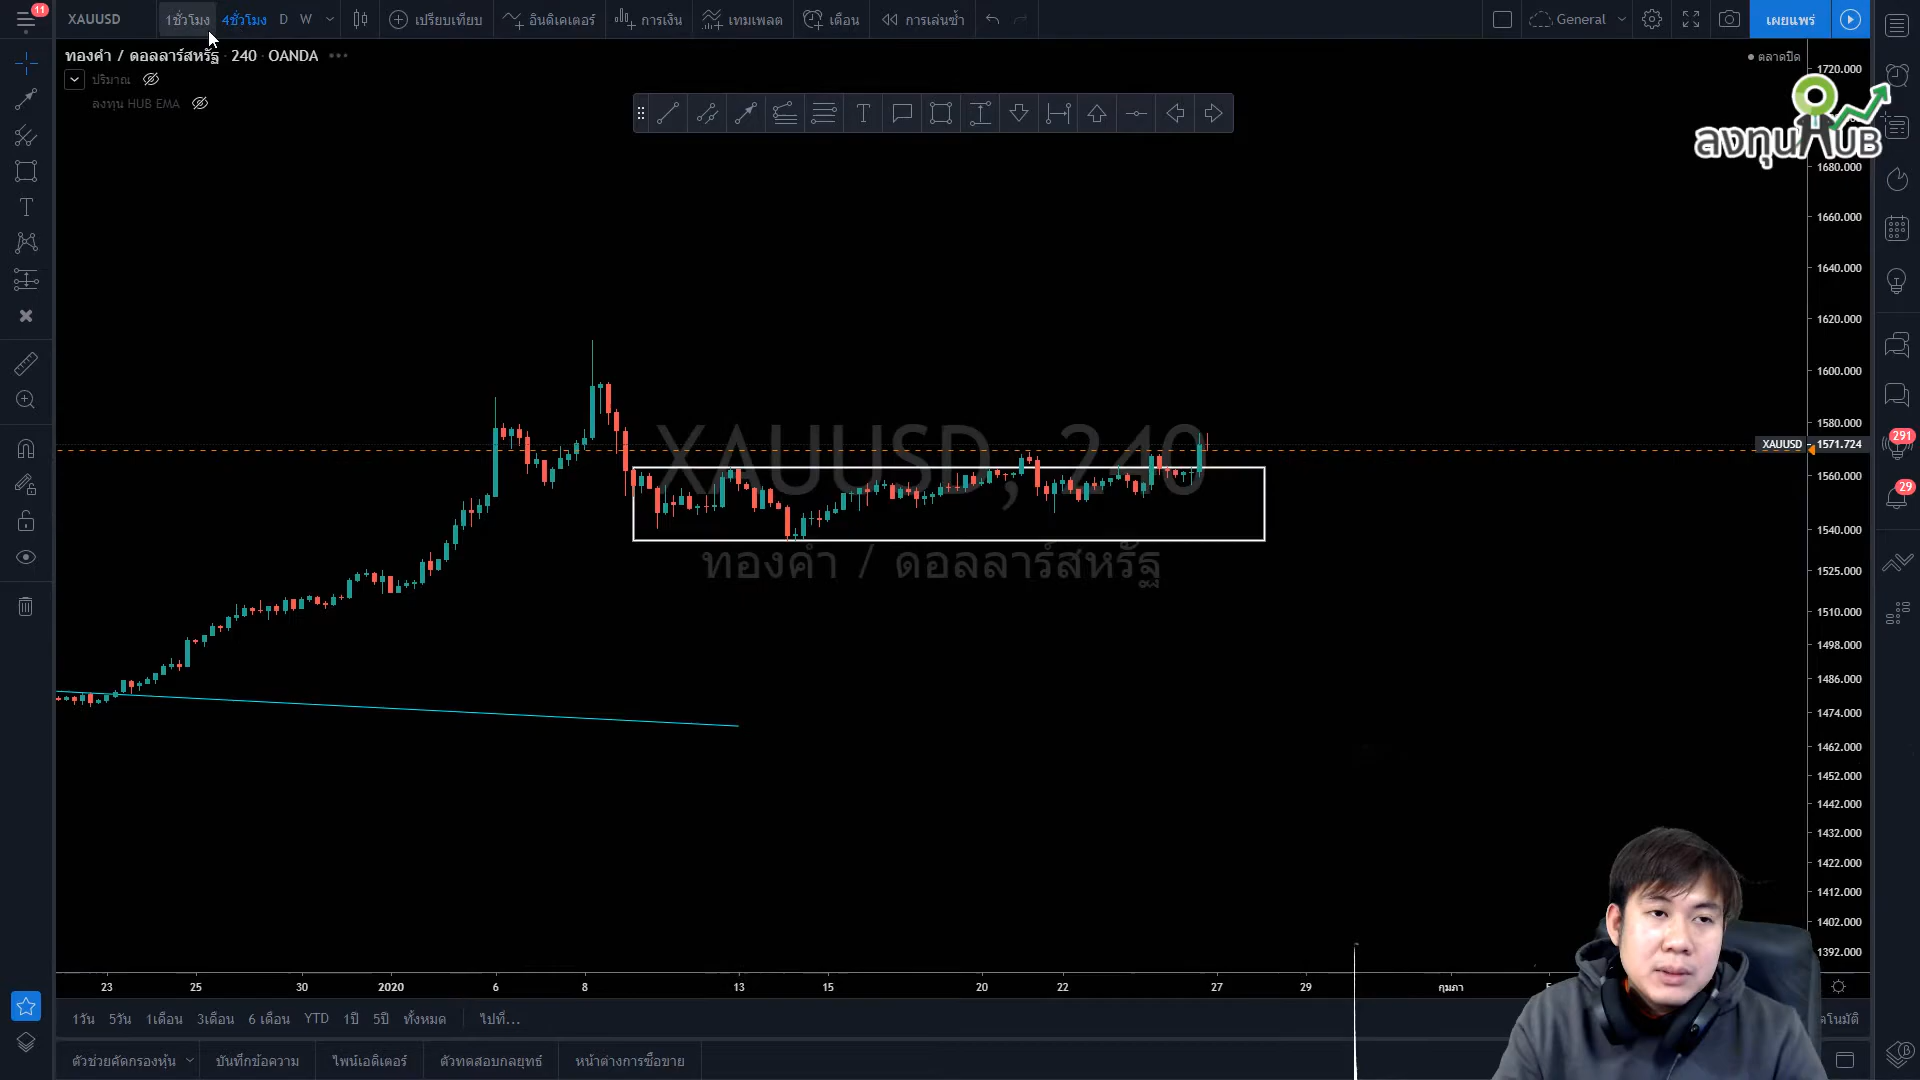 11
XAUUSD
1ชั่วโมง
4ชั่วโมง
D
W
เปรียบเทียบ
อินดิเคเตอร์
การเงิน
เทมเพลต
เตือน
การเล่นซ้ำ
General
เผยแพร่
ทองคำ / ดอลลาร์สหรัฐ · 240 · OANDA
ปริมาณ
ลงทุน HUB EMA
ตลาดปิด
ลงทุนHUB
XAUUSD, 240
ทองคำ / ดอลลาร์สหรัฐ
1720.000
1680.000
1660.000
1640.000
1620.000
1600.000
1580.000
XAUUSD
1571.724
1560.000
1540.000
1525.000
1510.000
1498.000
1486.000
1474.000
1462.000
1452.000
1442.000
1432.000
1422.000
1412.000
1402.000
1392.000
291
29
23
25
30
2020
6
8
13
15
20
22
27
29
กุมภา
1วัน
5วัน
1เดือน
3เดือน
6 เดือน
YTD
1ปี
5ปี
ทั้งหมด
ไปที่...
ตัวช่วยคัดกรองหุ้น
บันทึกข้อความ
ไพน์เอดิเตอร์
ตัวทดสอบกลยุทธ์
หน้าต่างการซื้อขาย